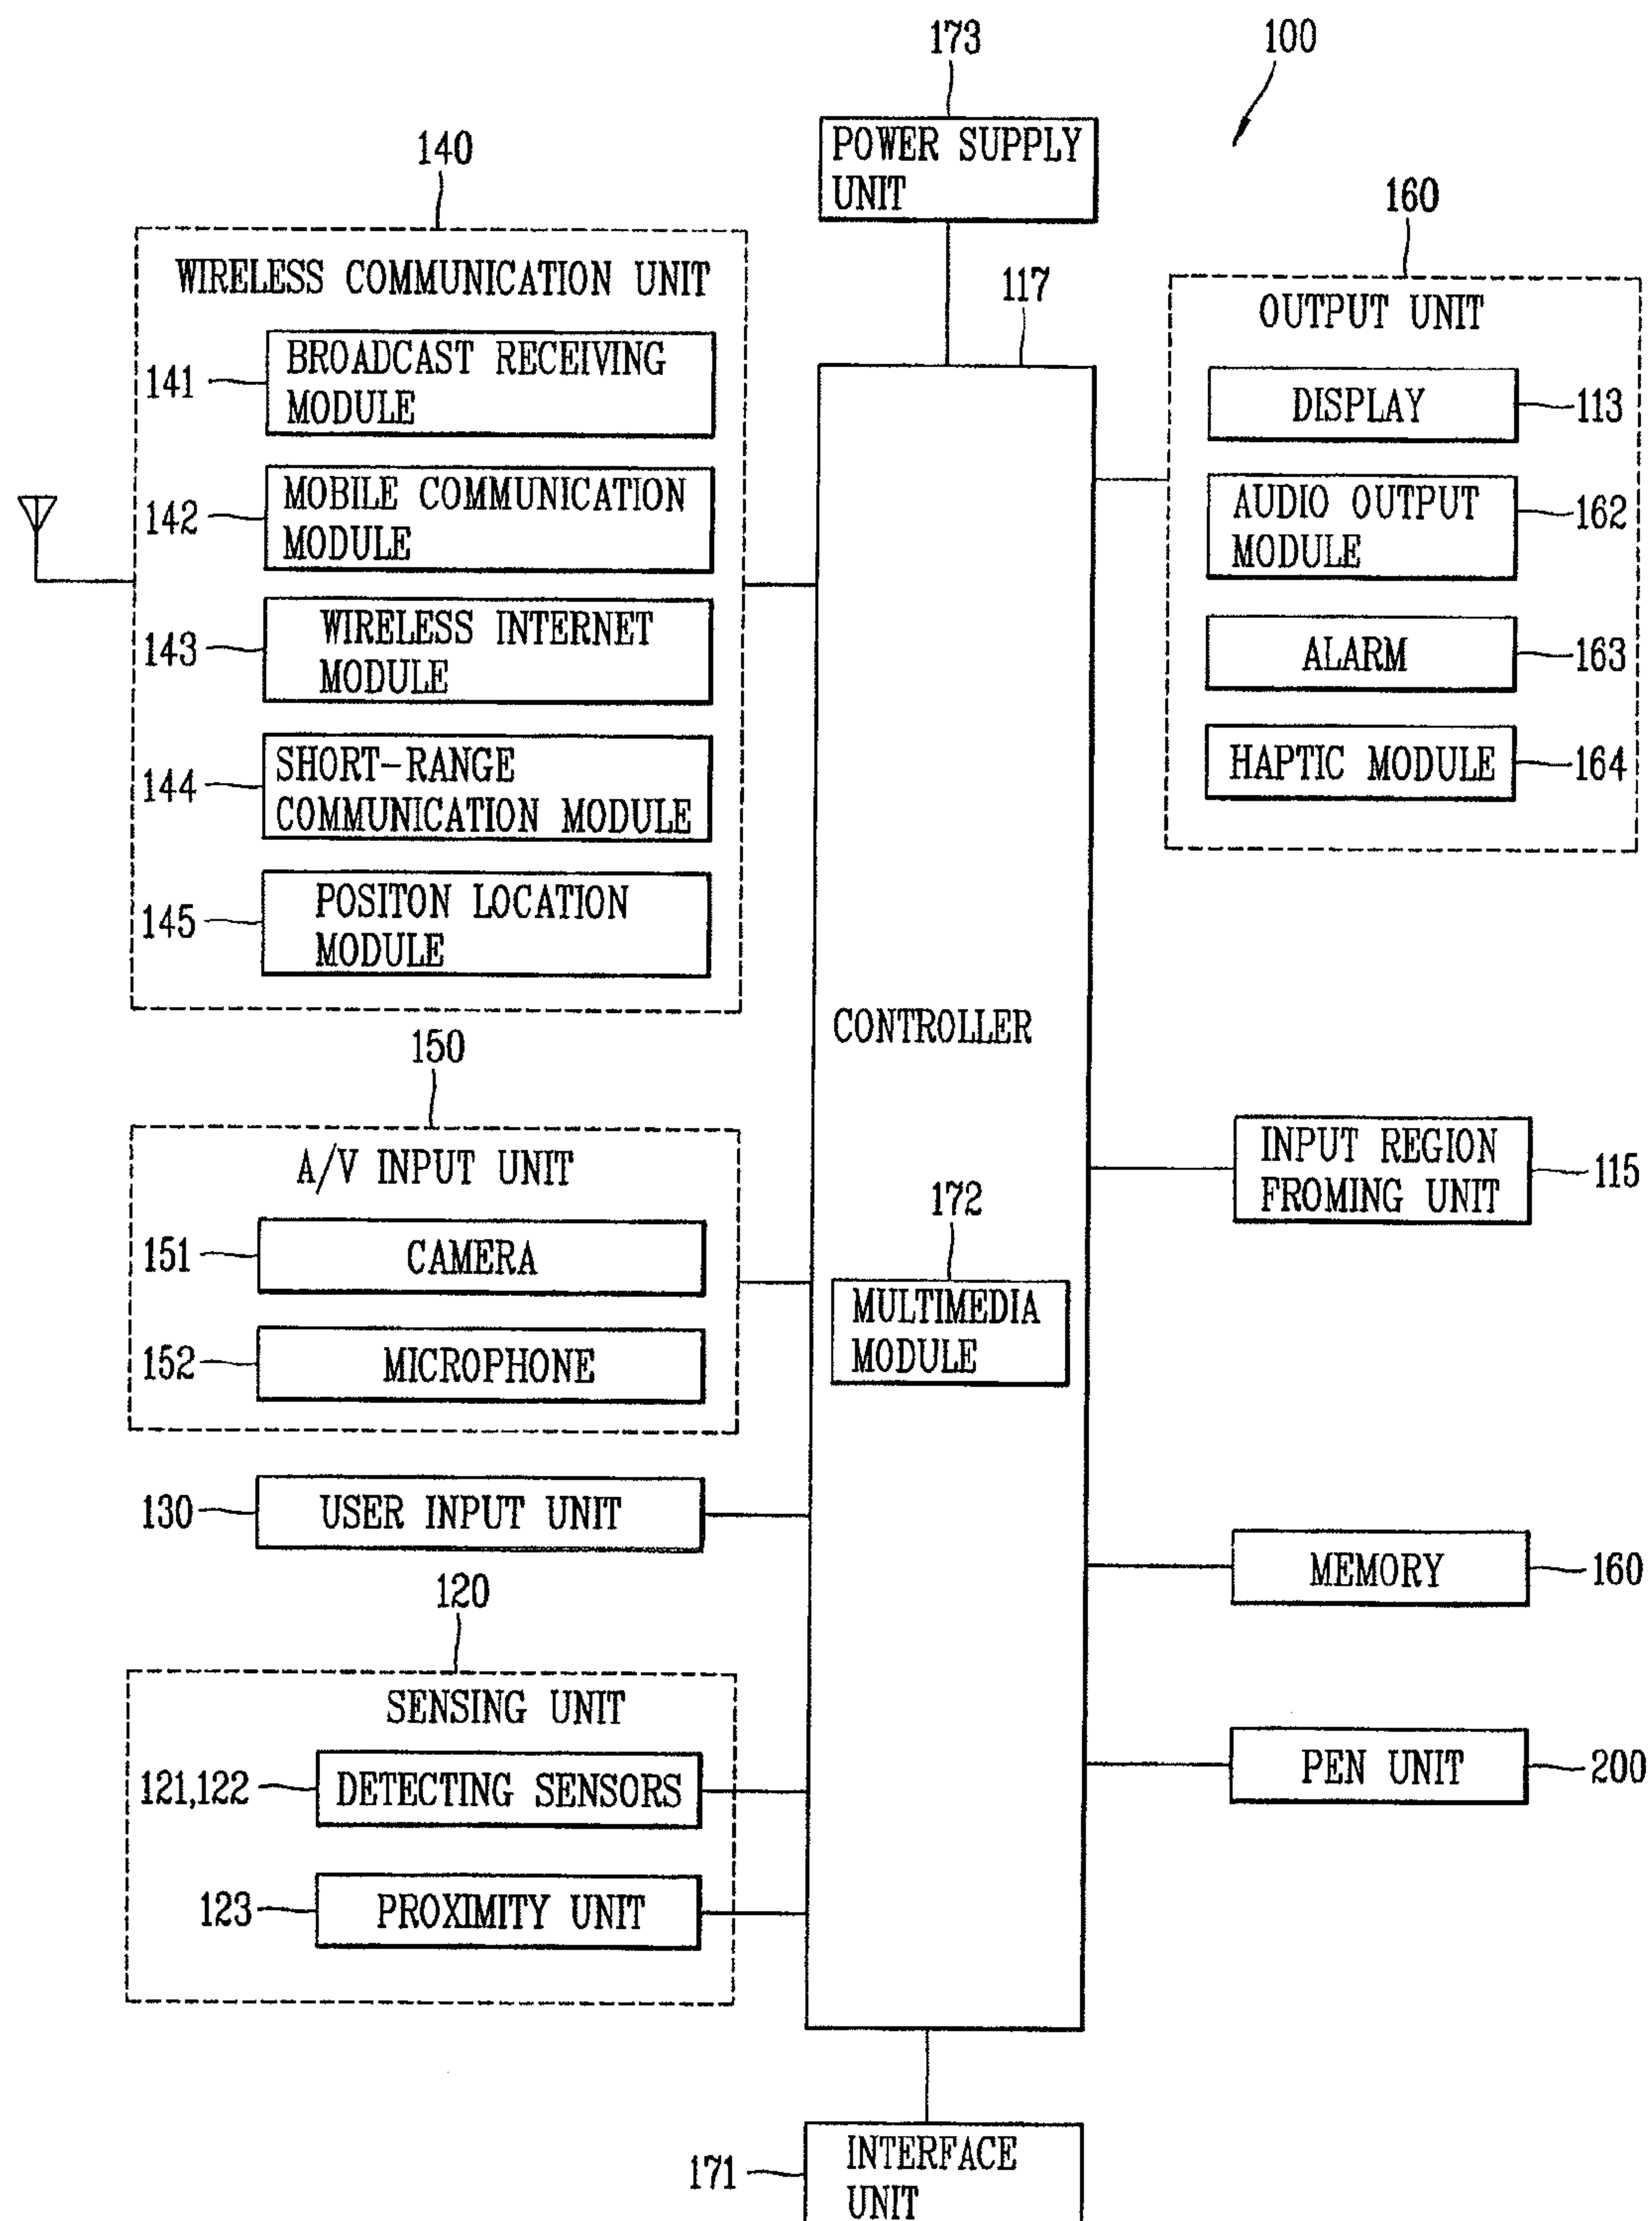 173
100
POWER SUPPLY
UNIT
140
WIRELESS COMMUNICATION UNIT
141
BROADCAST RECEIVING
MODULE
142
MOBILE COMMUNICATION
MODULE
143
WIRELESS INTERNET
MODULE
144
SHORT-RANGE
COMMUNICATION MODULE
145
POSITON LOCATION
MODULE
150
A/V INPUT UNIT
151
CAMERA
152
MICROPHONE
130
USER INPUT UNIT
120
SENSING UNIT
121,122
DETECTING SENSORS
123
PROXIMITY UNIT
117
CONTROLLER
172
MULTIMEDIA
MODULE
160
OUTPUT UNIT
DISPLAY
113
AUDIO OUTPUT
MODULE
162
ALARM
163
HAPTIC MODULE
164
INPUT REGION
FROMING UNIT
115
MEMORY
160
PEN UNIT
200
171
INTERFACE
UNIT